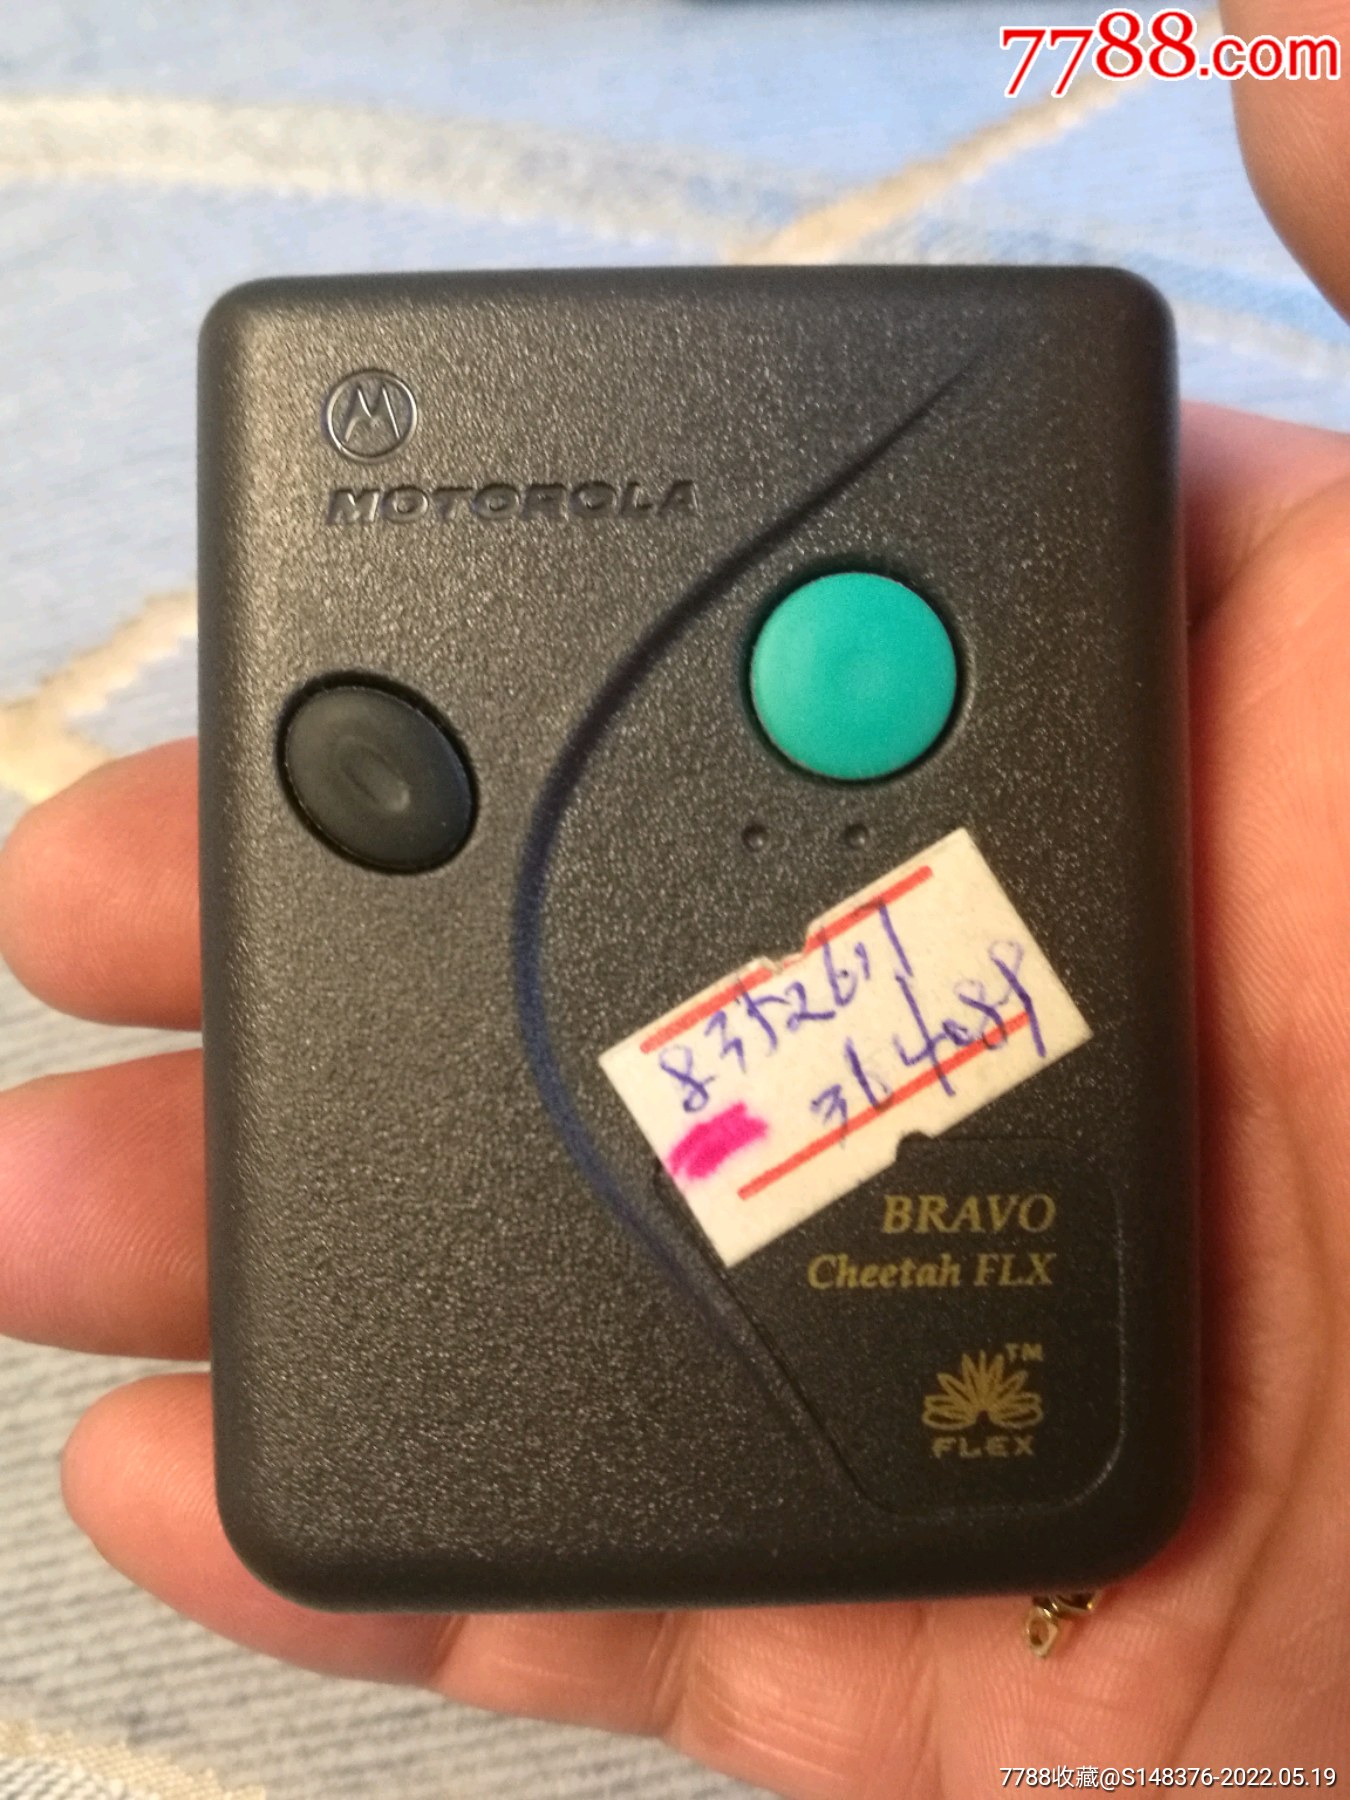 7788.com
MOTOROLA
8352617
364081
BRAVO
Cheetah FLX
TM
FLEX
7788收藏@S148376-2022.05.19